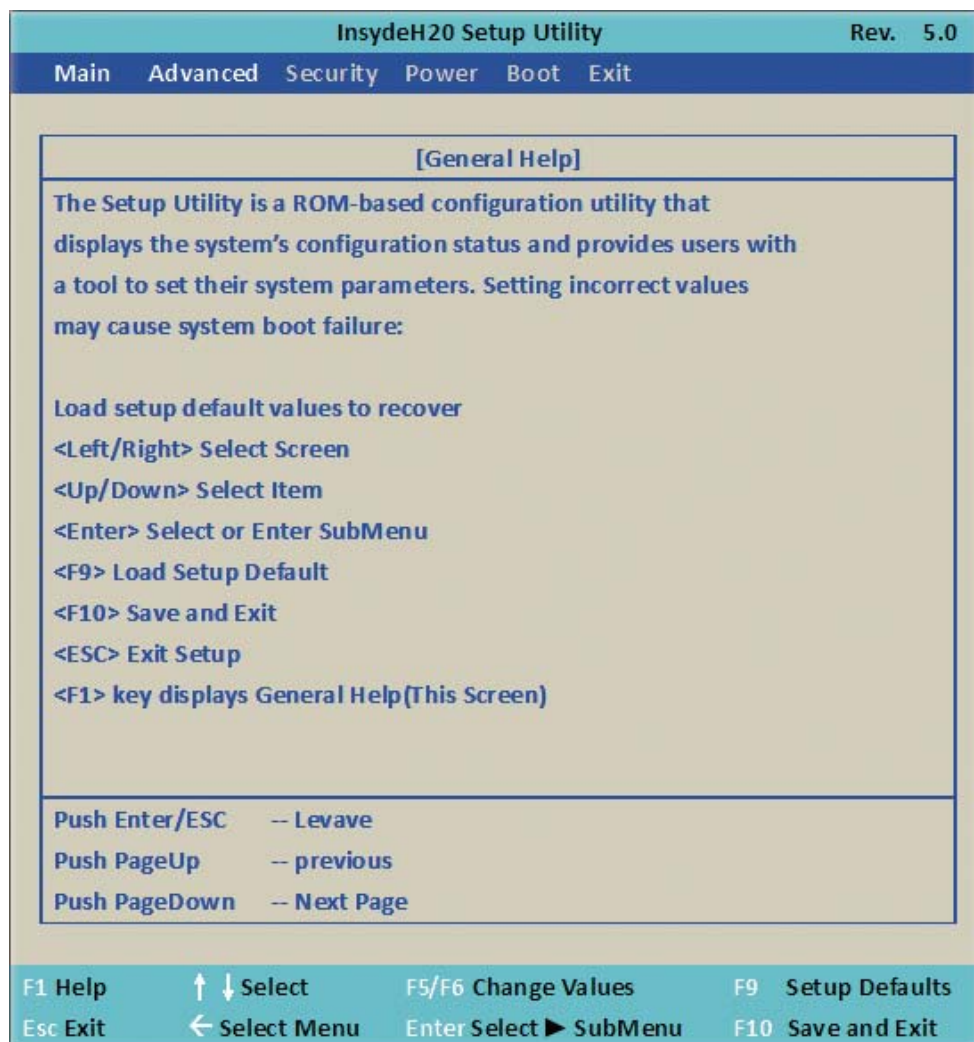 InsydeH20 Setup Utility Rev. 5.0
Main Advanced Security Power Boot Exit
[General Help]
The Setup Utility is a ROM-based configuration utility that
displays the system's configuration status and provides users with
a tool to set their system parameters. Setting incorrect values
may cause system boot failure:
Load setup default values to recover
<Left/Right> Select Screen
<Up/Down> Select Item
<Enter> Select or Enter SubMenu
<F9> Load Setup Default
<F10> Save and Exit
<ESC> Exit Setup
<F1> key displays General Help(This Screen)
Push Enter/ESC -- Levave
Push PageUp -- previous
Push PageDown -- Next Page
F1 Help ↑ ↓ Select F5/F6 Change Values F9 Setup Defaults
Esc Exit ← Select Menu Enter Select ▶ SubMenu F10 Save and Exit